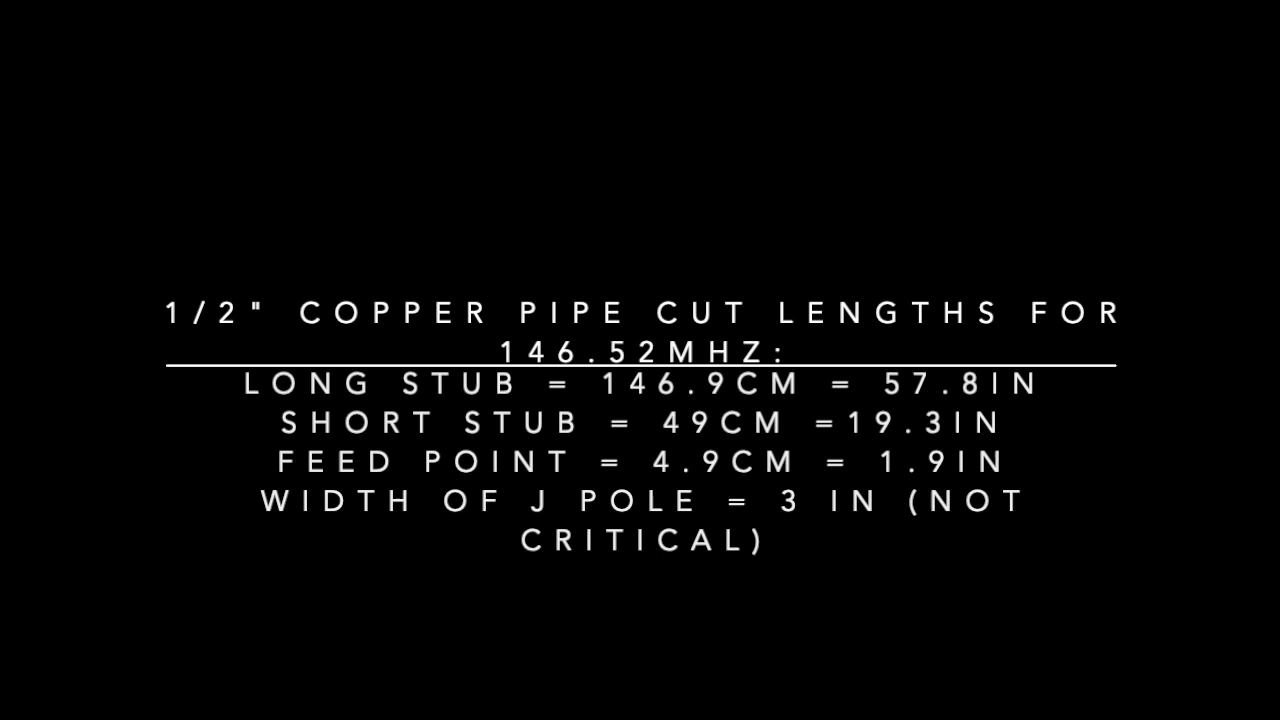 1/2" COPPER PIPE CUT LENGTHS FOR
146.52MHZ:
LONG STUB = 146.9CM = 57.8IN
SHORT STUB = 49CM =19.3IN
FEED POINT = 4.9CM = 1.9IN
WIDTH OF J POLE = 3 IN (NOT
CRITICAL)